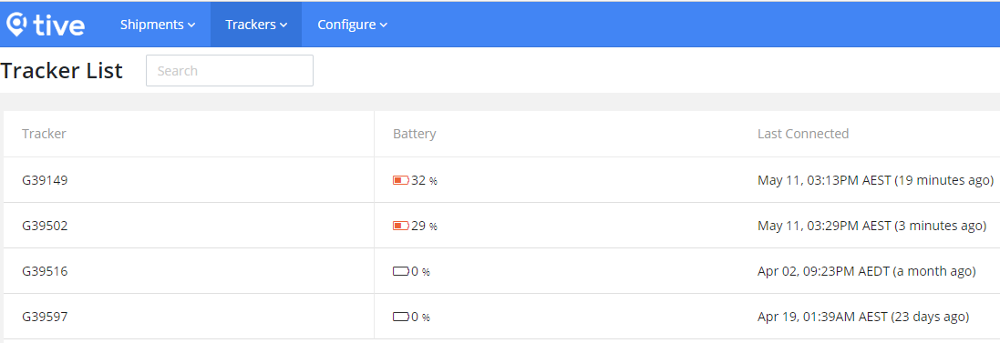 tive Shipments Trackers Configure
Tracker List Search
Tracker Battery Last Connected
G39149 32 % May 11, 03:13PM AEST (19 minutes ago)
G39502 29 % May 11, 03:29PM AEST (3 minutes ago)
G39516 0 % Apr 02, 09:23PM AEDT (a month ago)
G39597 0 % Apr 19, 01:39AM AEST (23 days ago)